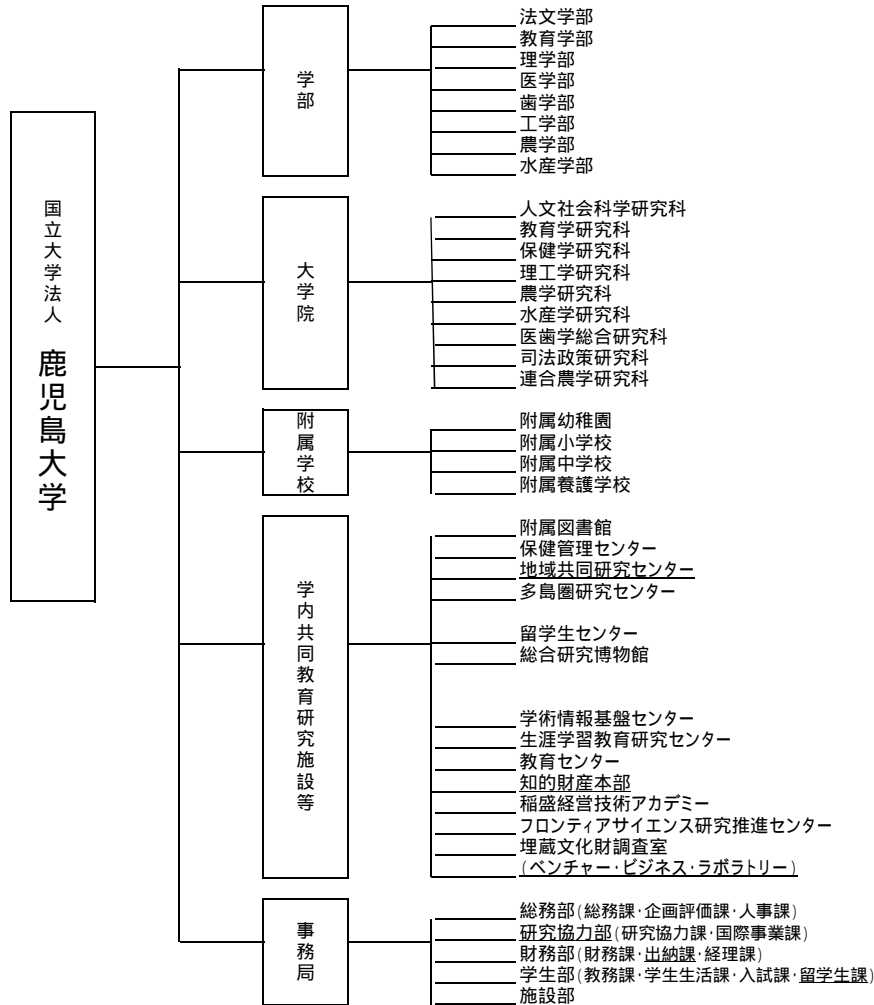 国立大学法人 鹿児島大学
学部
法文学部
教育学部
理学部
医学部
歯学部
工学部
農学部
水産学部
大学院
人文社会科学研究科
教育学研究科
保健学研究科
理工学研究科
農学研究科
水産学研究科
医歯学総合研究科
司法政策研究科
連合農学研究科
附属学校
附属幼稚園
附属小学校
附属中学校
附属養護学校
学内共同教育研究施設等
附属図書館
保健管理センター
地域共同研究センター
多島圏研究センター
留学生センター
総合研究博物館
学術情報基盤センター
生涯学習教育研究センター
教育センター
知的財産本部
稲盛経営技術アカデミー
フロンティアサイエンス研究推進センター
埋蔵文化財調査室
(ベンチャー・ビジネス・ラボラトリー)
事務局
総務部(総務課・企画評価課・人事課)
研究協力部(研究協力課・国際事業課)
財務部(財務課・出納課・経理課)
学生部(教務課・学生生活課・入試課・留学生課)
施設部